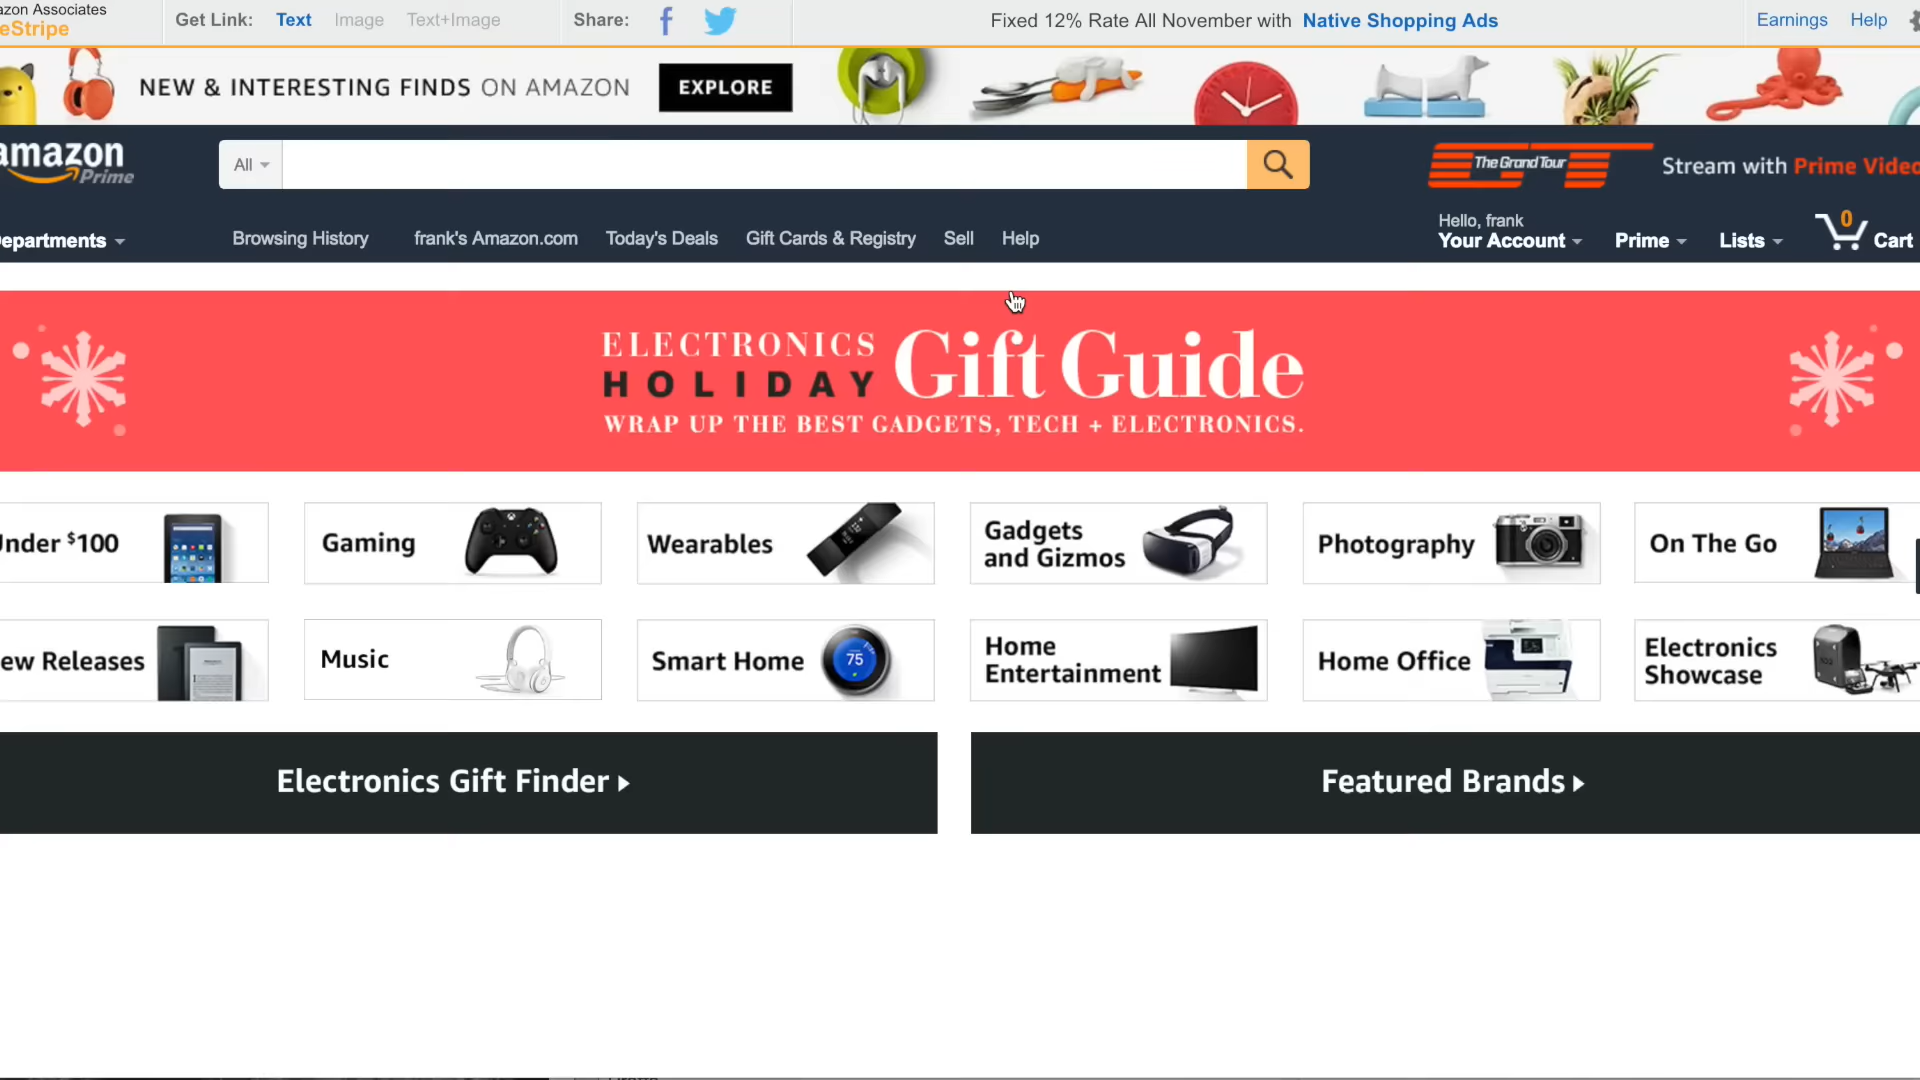 azon Associates
eStripe
Get Link: Text Image Text+Image
Share:
Fixed 12% Rate All November with Native Shopping Ads
Earnings Help
NEW & INTERESTING FINDS ON AMAZON
EXPLORE
amazon
Prime
All
The Grand Tour
Stream with Prime Video
epartments
Browsing History
frank's Amazon.com
Today's Deals
Gift Cards & Registry
Sell
Help
Hello, frank
Your Account
Prime
Lists
0
Cart
ELECTRONICS
HOLIDAY
Gift Guide
WRAP UP THE BEST GADGETS, TECH + ELECTRONICS.
Under $100
Gaming
Wearables
Gadgets
and Gizmos
Photography
On The Go
ew Releases
Music
Smart Home
75
Home
Entertainment
Home Office
Electronics
Showcase
Electronics Gift Finder
Featured Brands